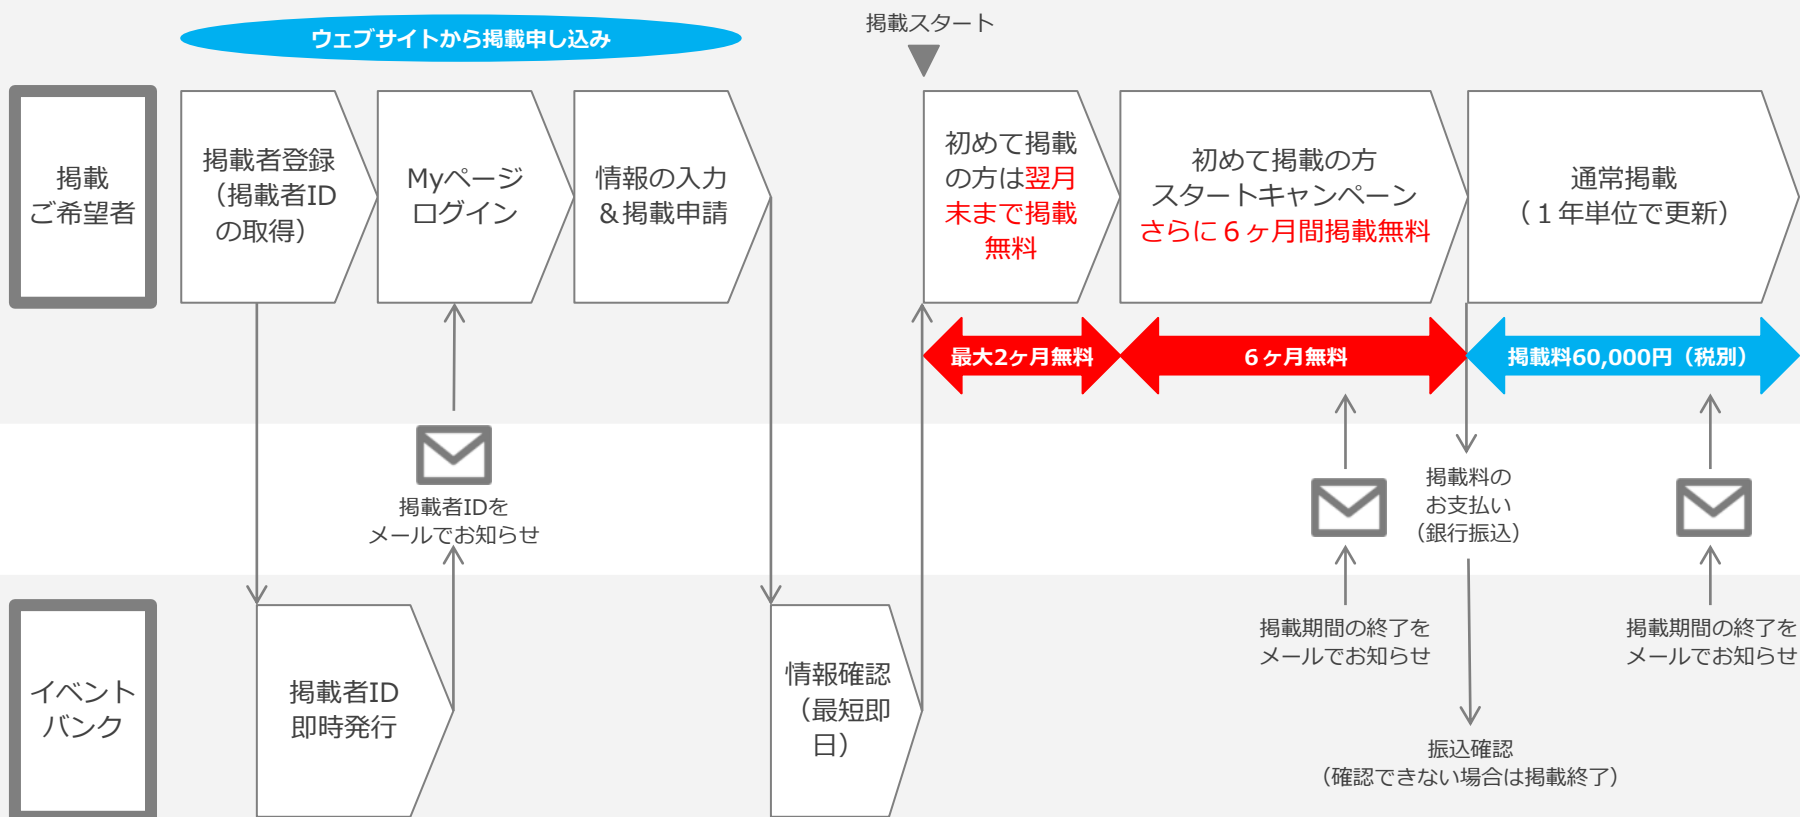 掲載スタート
ウェブサイトから掲載申し込み
掲載
ご希望者
掲載者登録
（掲載者ID
の取得）
Myページ
ログイン
情報の入力
＆掲載申請
初めて掲載
の方は翌月
末まで掲載
無料
初めて掲載の方
スタートキャンペーン
さらに６ヶ月間掲載無料
通常掲載
（１年単位で更新）
最大2ヶ月無料
６ヶ月無料
掲載料60,000円（税別）
掲載者IDを
メールでお知らせ
掲載料の
お支払い
（銀行振込）
イベント
バンク
掲載者ID
即時発行
情報確認
（最短即
日）
掲載期間の終了を
メールでお知らせ
掲載期間の終了を
メールでお知らせ
振込確認
（確認できない場合は掲載終了）